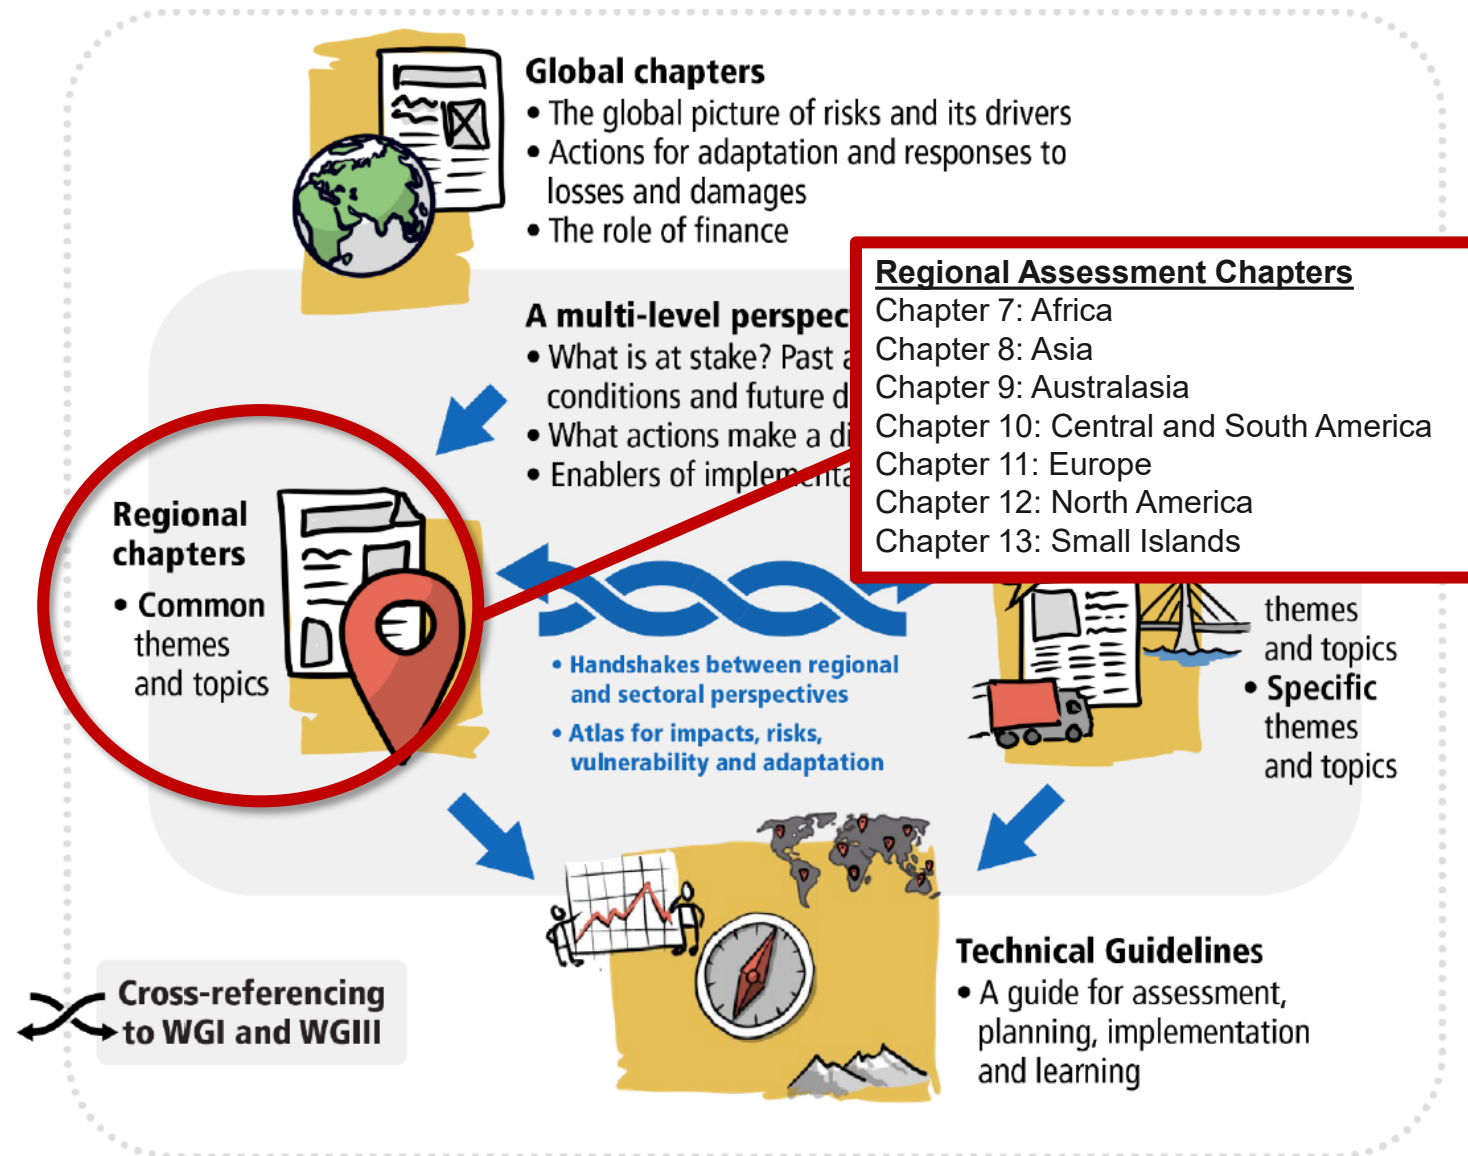 Global chapters
• The global picture of risks and its drivers
• Actions for adaptation and responses to
losses and damages
• The role of finance
Regional Assessment Chapters
Chapter 7: Africa
Chapter 8: Asia
Chapter 9: Australasia
Chapter 10: Central and South America
Chapter 11: Europe
Chapter 12: North America
Chapter 13: Small Islands
A multi-level
• What is at stake? Past
conditions and future
• What actions make a
• Enablers of
Regional
chapters
• Common
themes
and topics
• Handshakes between regional
and sectoral perspectives
• Atlas for impacts, risks,
vulnerability and adaptation
themes
and topics
• Specific
themes
and topics
Technical Guidelines
• A guide for assessment,
planning, implementation
and learning
Cross-referencing
to WGI and WGIII